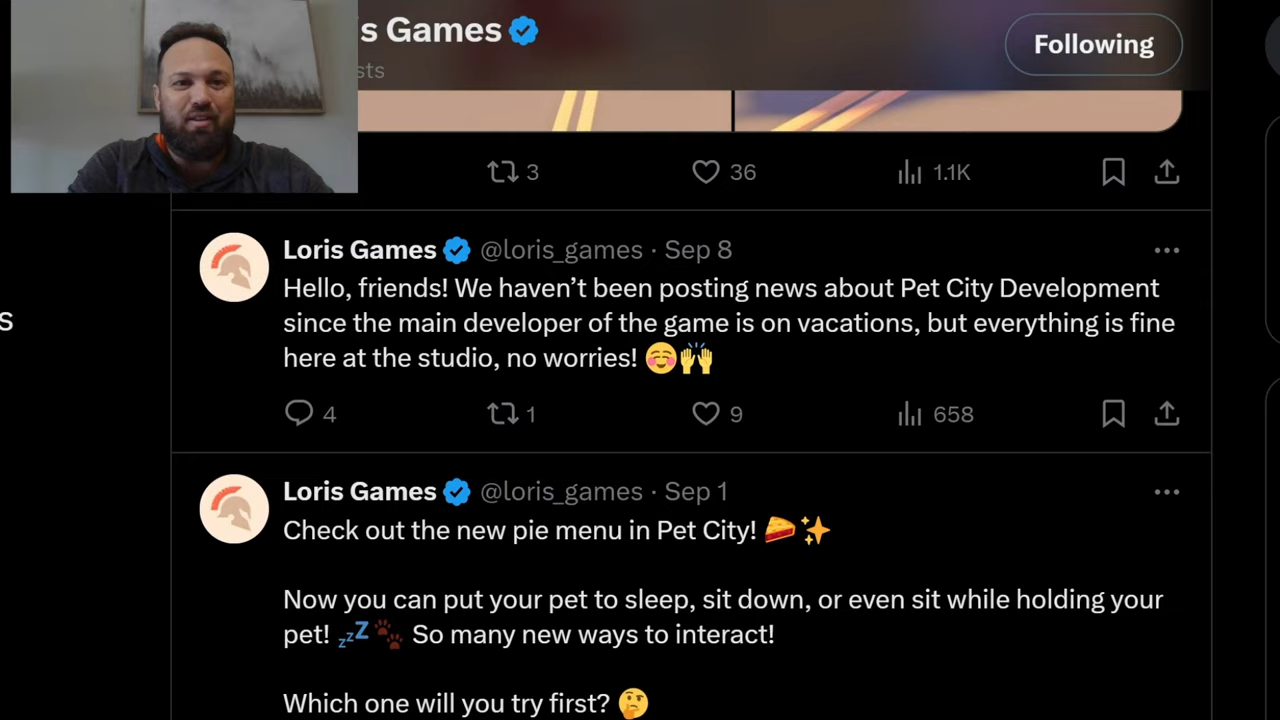 s Games
sts
Following
3
36
1.1K
Loris Games @loris_games · Sep 8
Hello, friends! We haven’t been posting news about Pet City Development
since the main developer of the game is on vacations, but everything is fine
here at the studio, no worries! ☺️🙌
4
1
9
658
s
Loris Games @loris_games · Sep 1
Check out the new pie menu in Pet City! 🥧✨
Now you can put your pet to sleep, sit down, or even sit while holding your
pet! 💤🐾 So many new ways to interact!
Which one will you try first? 🤔